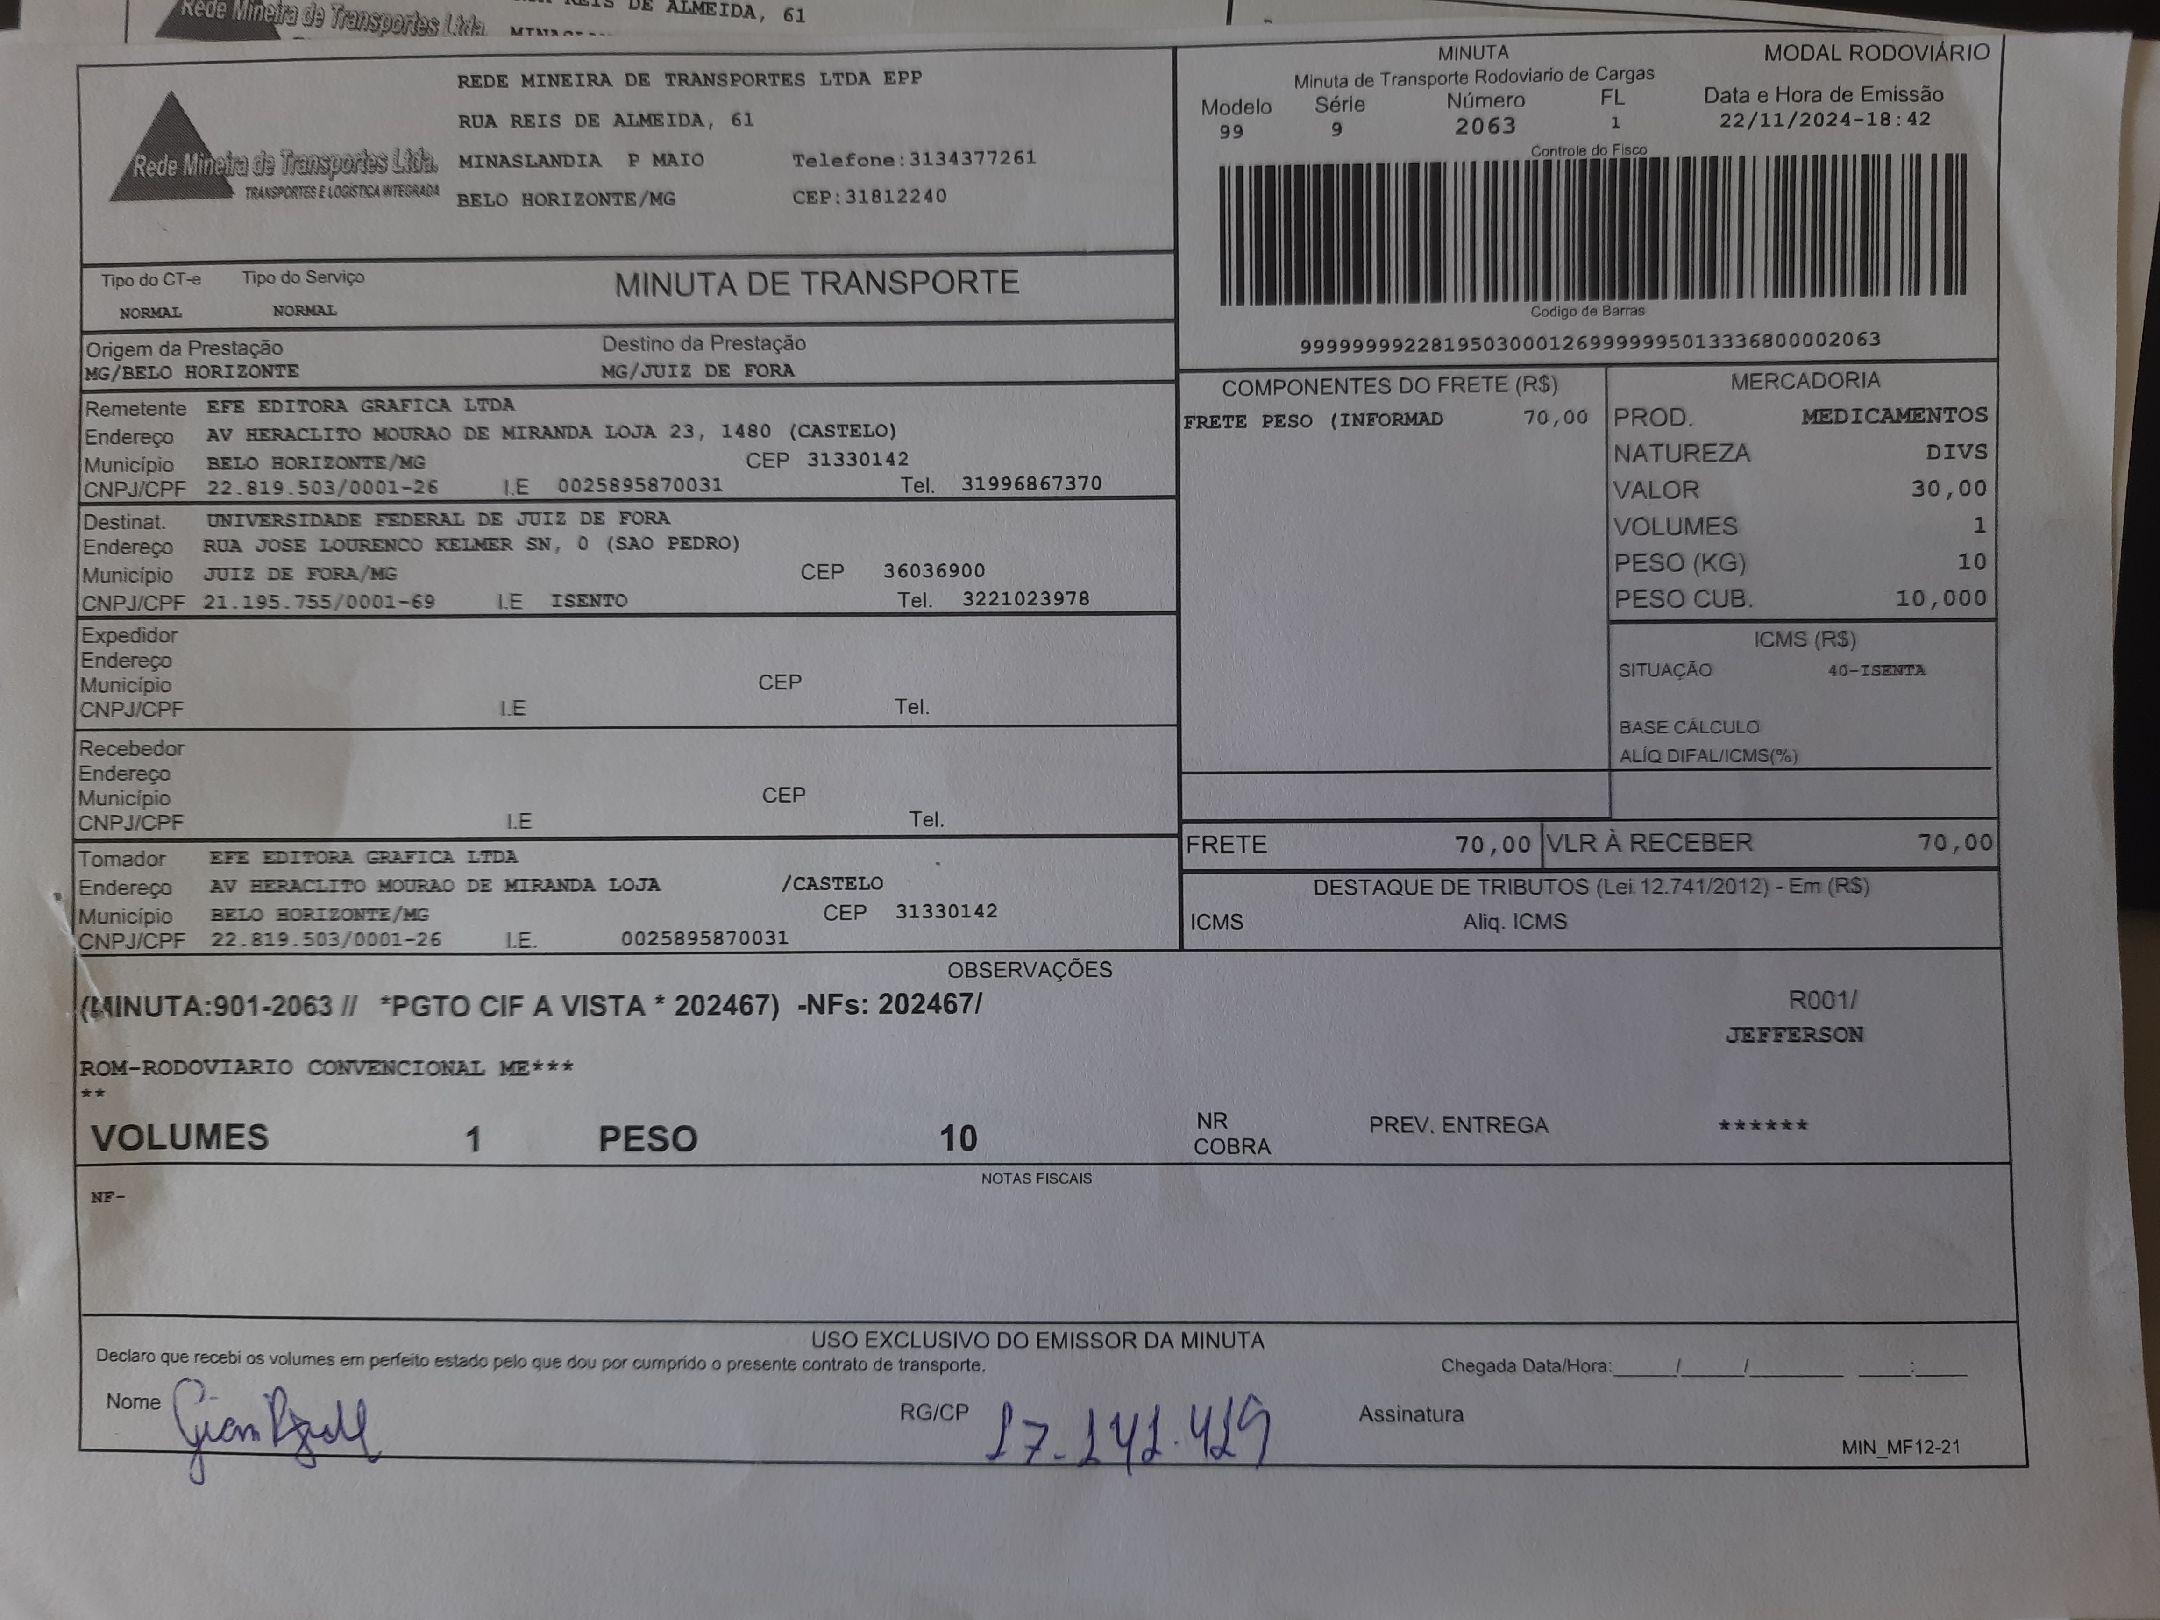 Rede Mineira de Transportes Ltda
REIS DE ALMEIDA, 61
Rede Mineira de Transportes Ltda.
TRANSPORTES E LOGÍSTICA INTEGRADA
REDE MINEIRA DE TRANSPORTES LTDA EPP
RUA REIS DE ALMEIDA, 61
MINASLANDIA P MAIO Telefone:3134377261
BELO HORIZONTE/MG CEP:31812240
MINUTA MODAL RODOVIÁRIO
Minuta de Transporte Rodoviario de Cargas
Modelo Série Número FL Data e Hora de Emissão
99 9 2063 1 22/11/2024-18:42
Controle do Fisco
Codigo de Barras
999999992281950300012699999995013336800002063
Tipo do CT-e Tipo do Serviço MINUTA DE TRANSPORTE
NORMAL NORMAL
Origem da Prestação Destino da Prestação
MG/BELO HORIZONTE MG/JUIZ DE FORA
Remetente EFE EDITORA GRAFICA LTDA
Endereço AV HERACLITO MOURAO DE MIRANDA LOJA 23, 1480 (CASTELO)
Município BELO HORIZONTE/MG CEP 31330142
CNPJ/CPF 22.819.503/0001-26 I.E 0025895870031 Tel. 31996867370
Destinat. UNIVERSIDADE FEDERAL DE JUIZ DE FORA
Endereço RUA JOSE LOURENCO KELMER SN, 0 (SAO PEDRO)
Município JUIZ DE FORA/MG CEP 36036900
CNPJ/CPF 21.195.755/0001-69 I.E ISENTO Tel. 3221023978
Expedidor
Endereço
Município CEP
CNPJ/CPF I.E Tel.
Recebedor
Endereço
Município CEP
CNPJ/CPF I.E Tel.
Tomador EFE EDITORA GRAFICA LTDA
Endereço AV HERACLITO MOURAO DE MIRANDA LOJA /CASTELO
Município BELO HORIZONTE/MG CEP 31330142
CNPJ/CPF 22.819.503/0001-26 I.E. 0025895870031
COMPONENTES DO FRETE (R$)
FRETE PESO (INFORMAD 70,00
MERCADORIA
PROD. MEDICAMENTOS
NATUREZA DIVS
VALOR 30,00
VOLUMES 1
PESO (KG) 10
PESO CUB. 10,000
ICMS (R$)
SITUAÇÃO 40-ISENTA
BASE CÁLCULO
ALÍQ DIFAL/ICMS(%)
FRETE 70,00 VLR À RECEBER 70,00
DESTAQUE DE TRIBUTOS (Lei 12.741/2012) - Em (R$)
ICMS Aliq. ICMS
OBSERVAÇÕES
(MINUTA:901-2063 // *PGTO CIF A VISTA * 202467) -NFs: 202467/ R001/
JEFFERSON
ROM-RODOVIARIO CONVENCIONAL ME***
**
VOLUMES 1 PESO 10 NR COBRA PREV. ENTREGA ******
NOTAS FISCAIS
NF-
USO EXCLUSIVO DO EMISSOR DA MINUTA
Declaro que recebi os volumes em perfeito estado pelo que dou por cumprido o presente contrato de transporte. Chegada Data/Hora:____/____/______ ____:____
Nome Gian RG/CP 17.141.419 Assinatura
MIN_MF12-21